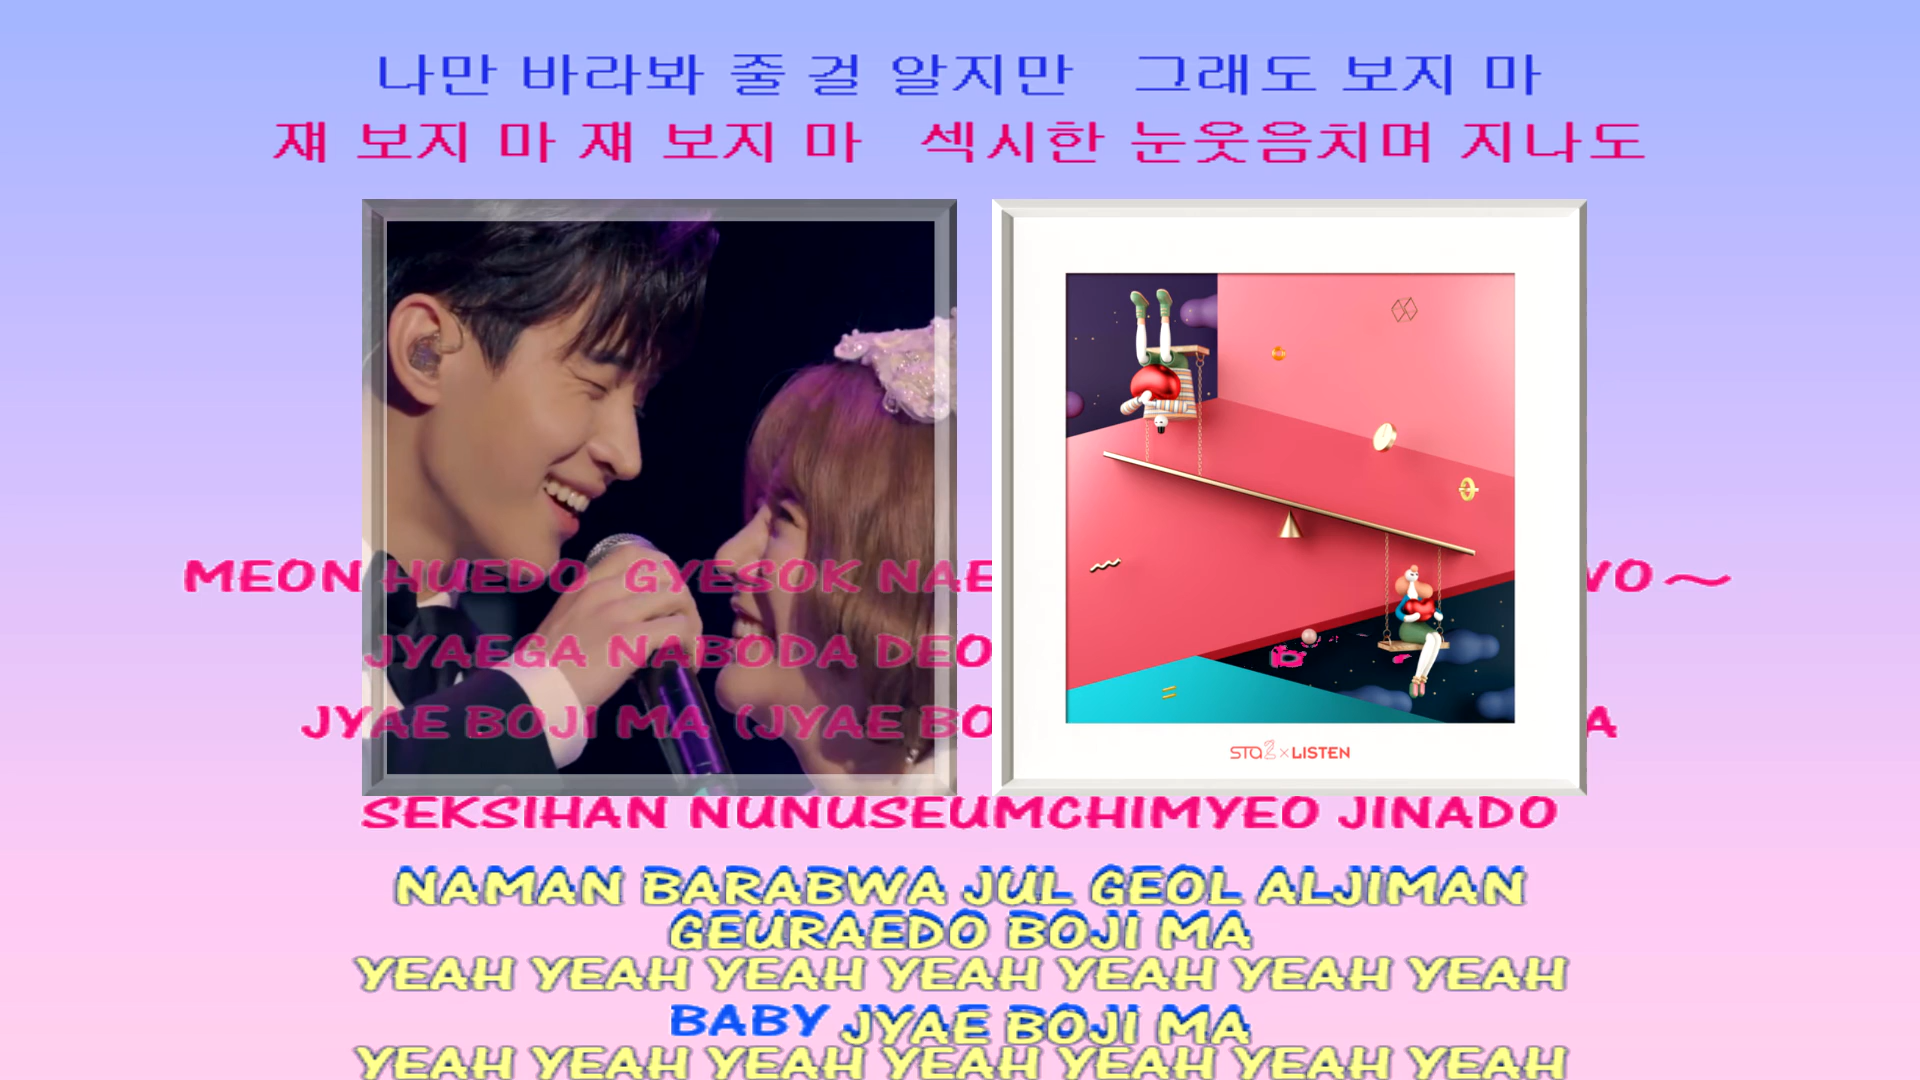 나만 바라봐 줄 걸 알지만 그래도 보지 마
쟤 보지 마 쟤 보지 마 섹시한 눈웃음치며 지나도
MEON HUEDO GYESOK NAE YO~
JYAEGA NABODA DEO
JYAE BOJI MA (JYAE BO A
STATION×LISTEN
SEKSIHAN NUNUSEUMCHIMYEO JINADO
NAMAN BARABWA JUL GEOL ALJIMAN
GEURAEDO BOJI MA
YEAH YEAH YEAH YEAH YEAH YEAH YEAH
BABY JYAE BOJI MA
YEAH YEAH YEAH YEAH YEAH YEAH YEAH